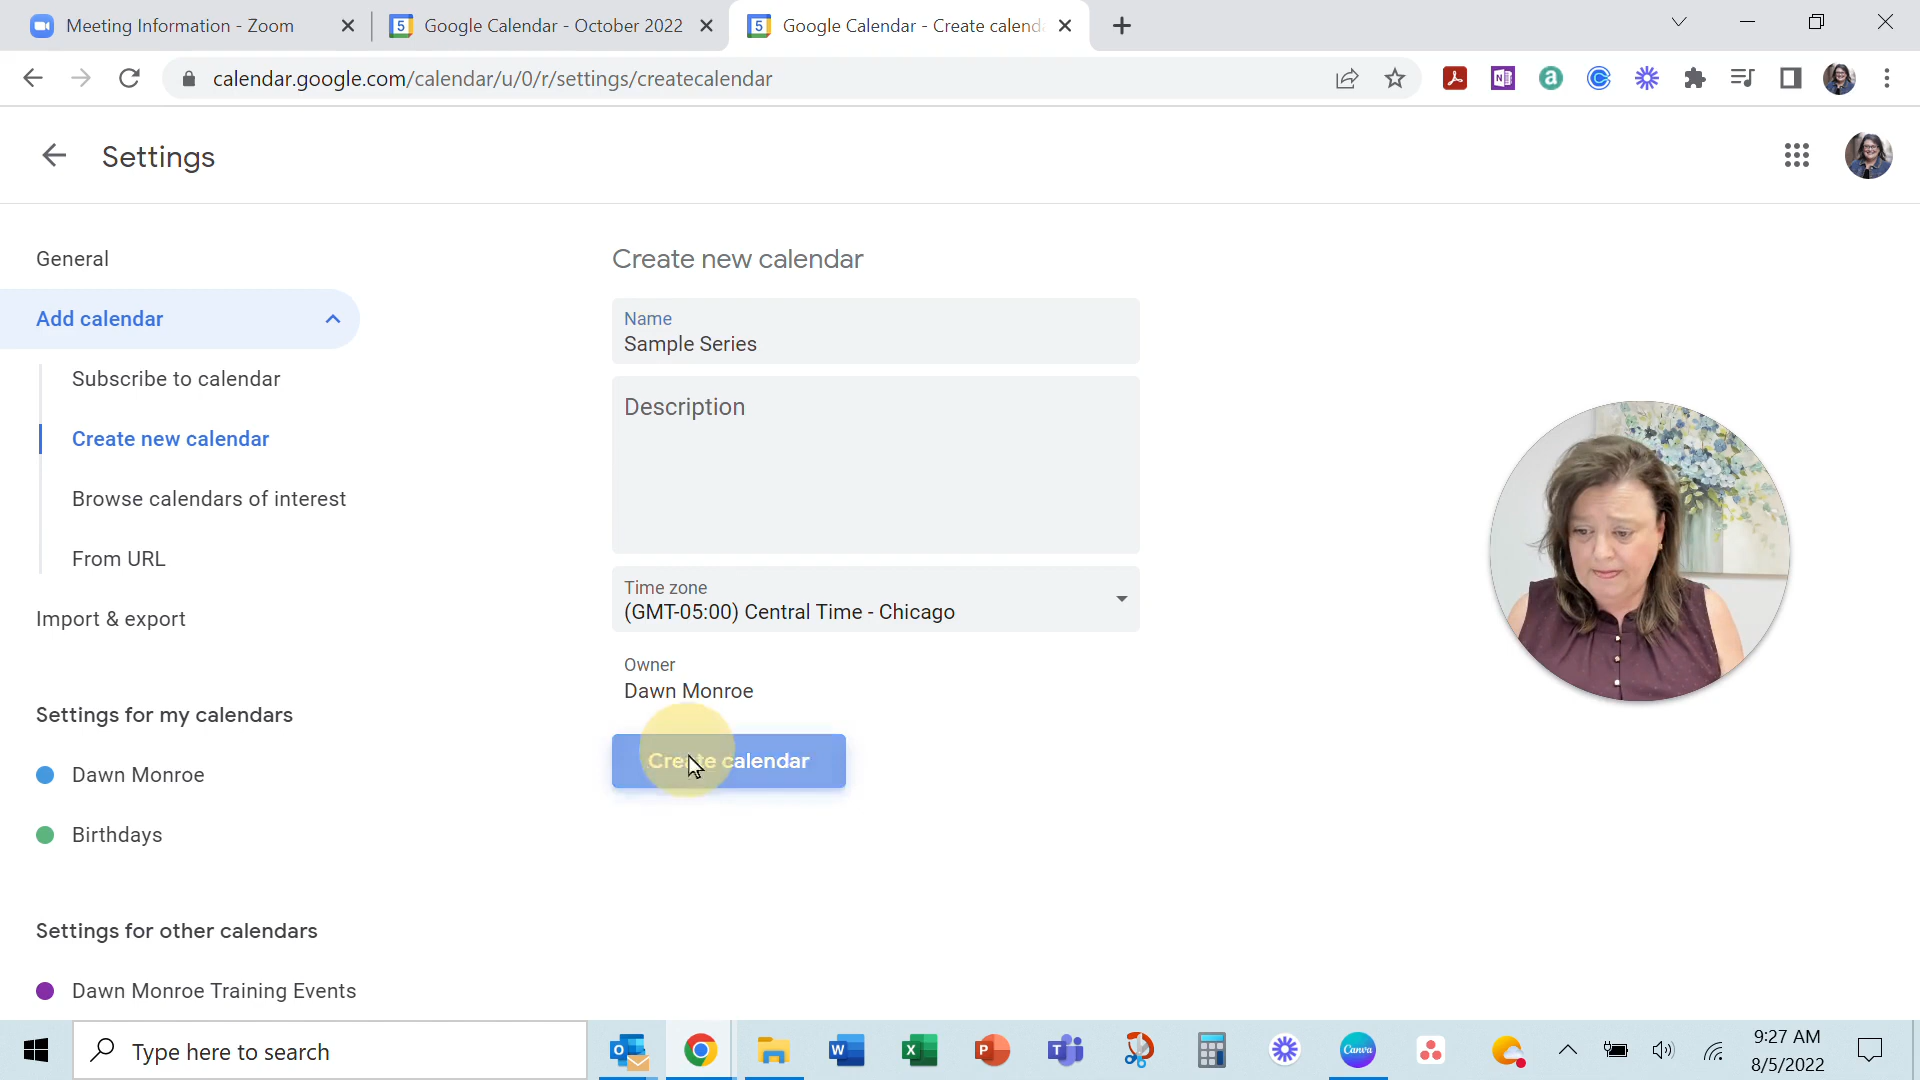 Meeting Information - Zoom
Google Calendar - October 2022
Google Calendar - Create calend
calendar.google.com/calendar/u/0/r/settings/createcalendar
Settings
General
Add calendar
Subscribe to calendar
Create new calendar
Browse calendars of interest
From URL
Import & export
Settings for my calendars
Dawn Monroe
Birthdays
Settings for other calendars
Dawn Monroe Training Events
Create new calendar
Name
Sample Series
Description
Time zone
(GMT-05:00) Central Time - Chicago
Owner
Dawn Monroe
Create calendar
Type here to search
Canva
9:27 AM
8/5/2022